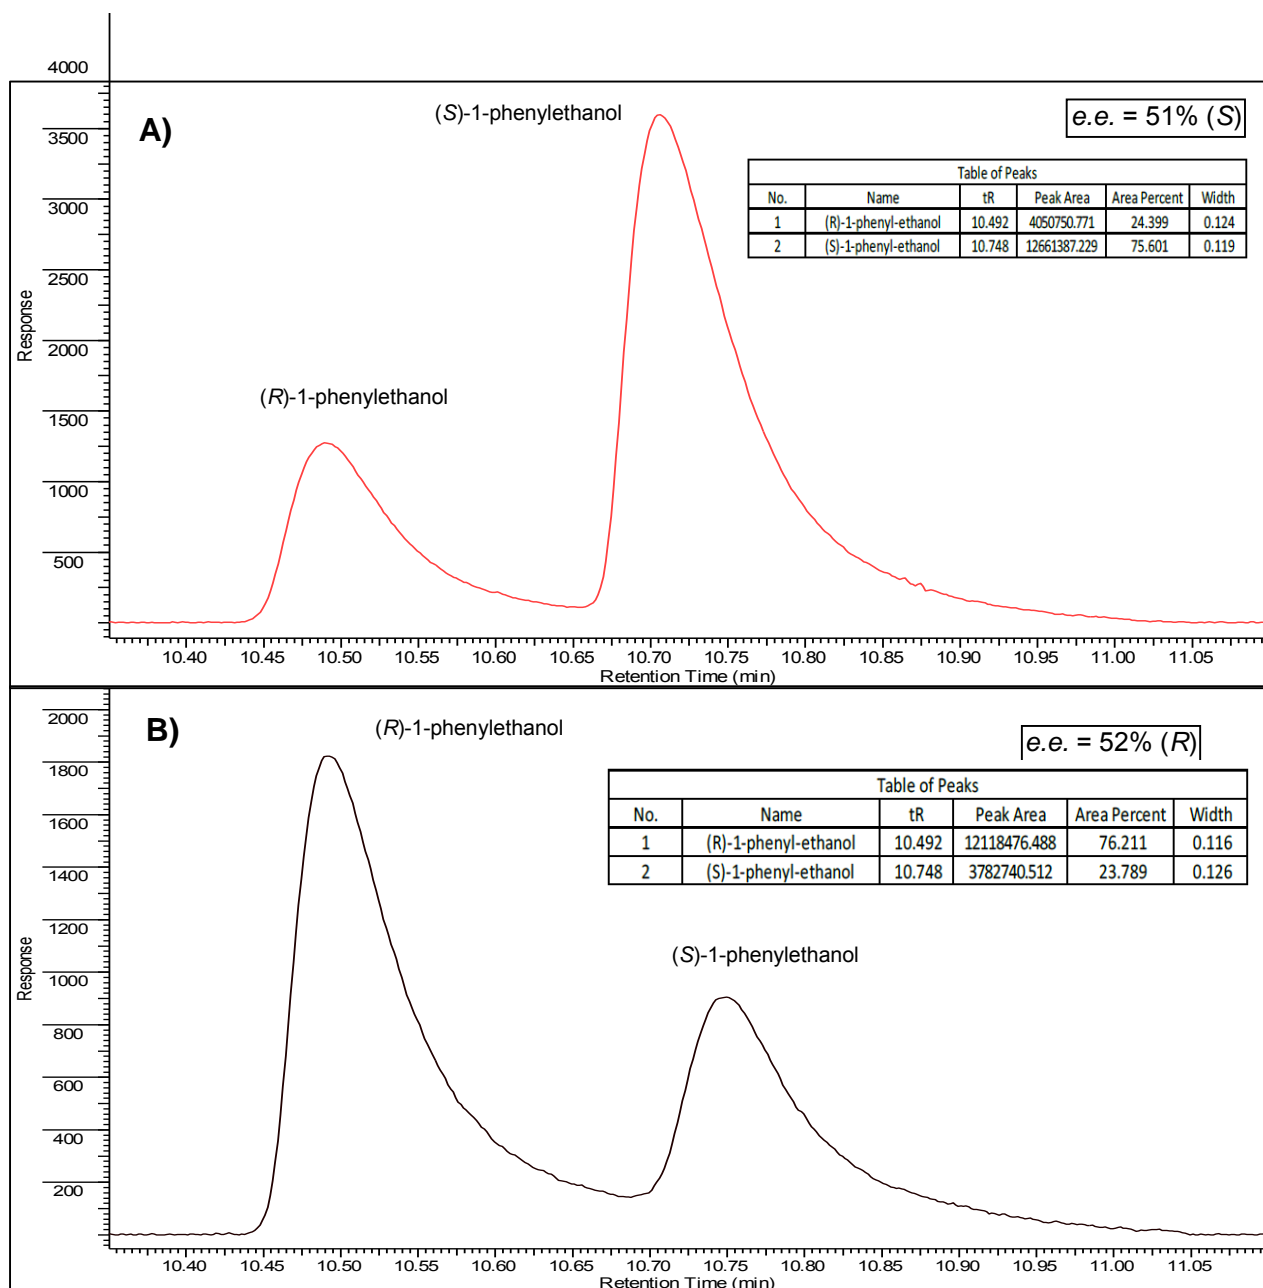 4000
A)
(S)-1-phenylethanol
e.e. = 51% (S)
3500
Table of Peaks
No. Name tR Peak Area Area Percent Width
1 (R)-1-phenyl-ethanol 10.492 4050750.771 24.399 0.124
2 (S)-1-phenyl-ethanol 10.748 12661387.229 75.601 0.119
3000
2500
Response
2000
(R)-1-phenylethanol
1500
1000
500
10.40 10.45 10.50 10.55 10.60 10.65 10.70 10.75 10.80 10.85 10.90 10.95 11.00 11.05
Retention Time (min)
2000
B)
(R)-1-phenylethanol
e.e. = 52% (R)
1800
Table of Peaks
No. Name tR Peak Area Area Percent Width
1 (R)-1-phenyl-ethanol 10.492 12118476.488 76.211 0.116
2 (S)-1-phenyl-ethanol 10.748 3782740.512 23.789 0.126
1600
1400
1200
(S)-1-phenylethanol
Response
1000
800
600
400
200
10.40 10.45 10.50 10.55 10.60 10.65 10.70 10.75 10.80 10.85 10.90 10.95 11.00 11.05
Retention Time (min)